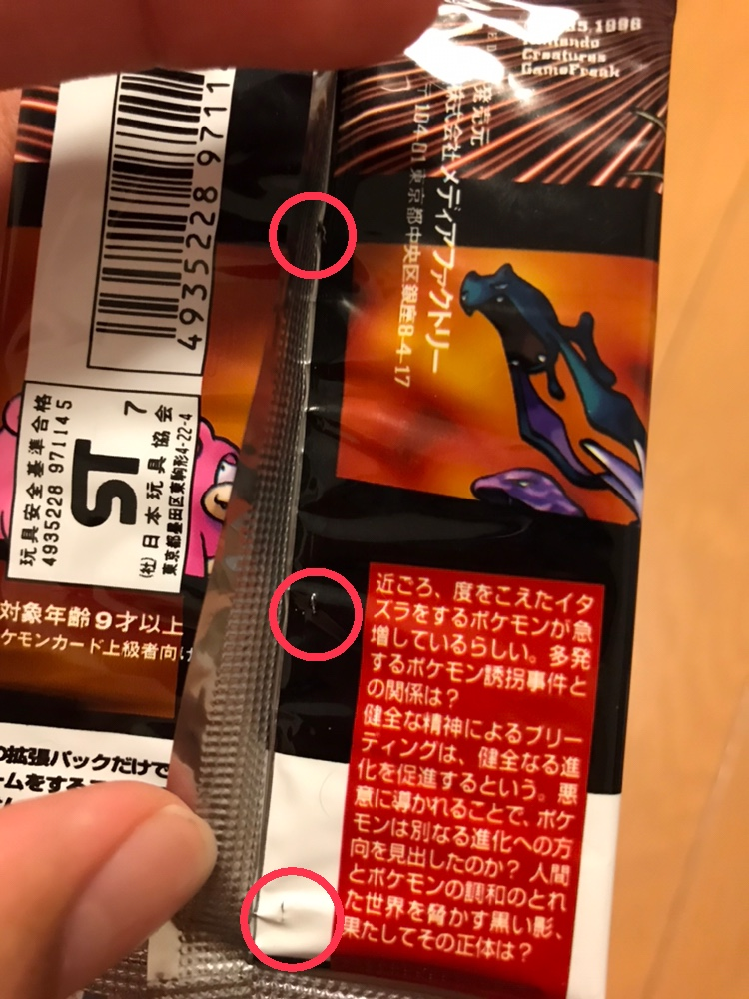 Nintendo
Creatures
GameFreak
発売元
株式会社メディアファクトリー
〒104-01 東京都中央区銀座8-4-17
4935228 9711
玩具安全基準合格
4935228 971145
ST
7
(社)日本玩具協会
東京都墨田区東駒形4-22-4
対象年齢9才以上
ケモンカード上級者向け
の拡張パックだけで
ームをする
近ごろ、度をこえたイタ
ズラをするポケモンが急
増しているらしい。多発
するポケモン誘拐事件と
の関係は？
健全な精神によるブリー
ディングは、健全なる進
化を促進するという。悪
意に導かれることで、ポケ
モンは別なる進化への方
向を見出したのか？ 人間
とポケモンの調和のとれ
た世界を脅かす黒い影、
果たしてその正体は？